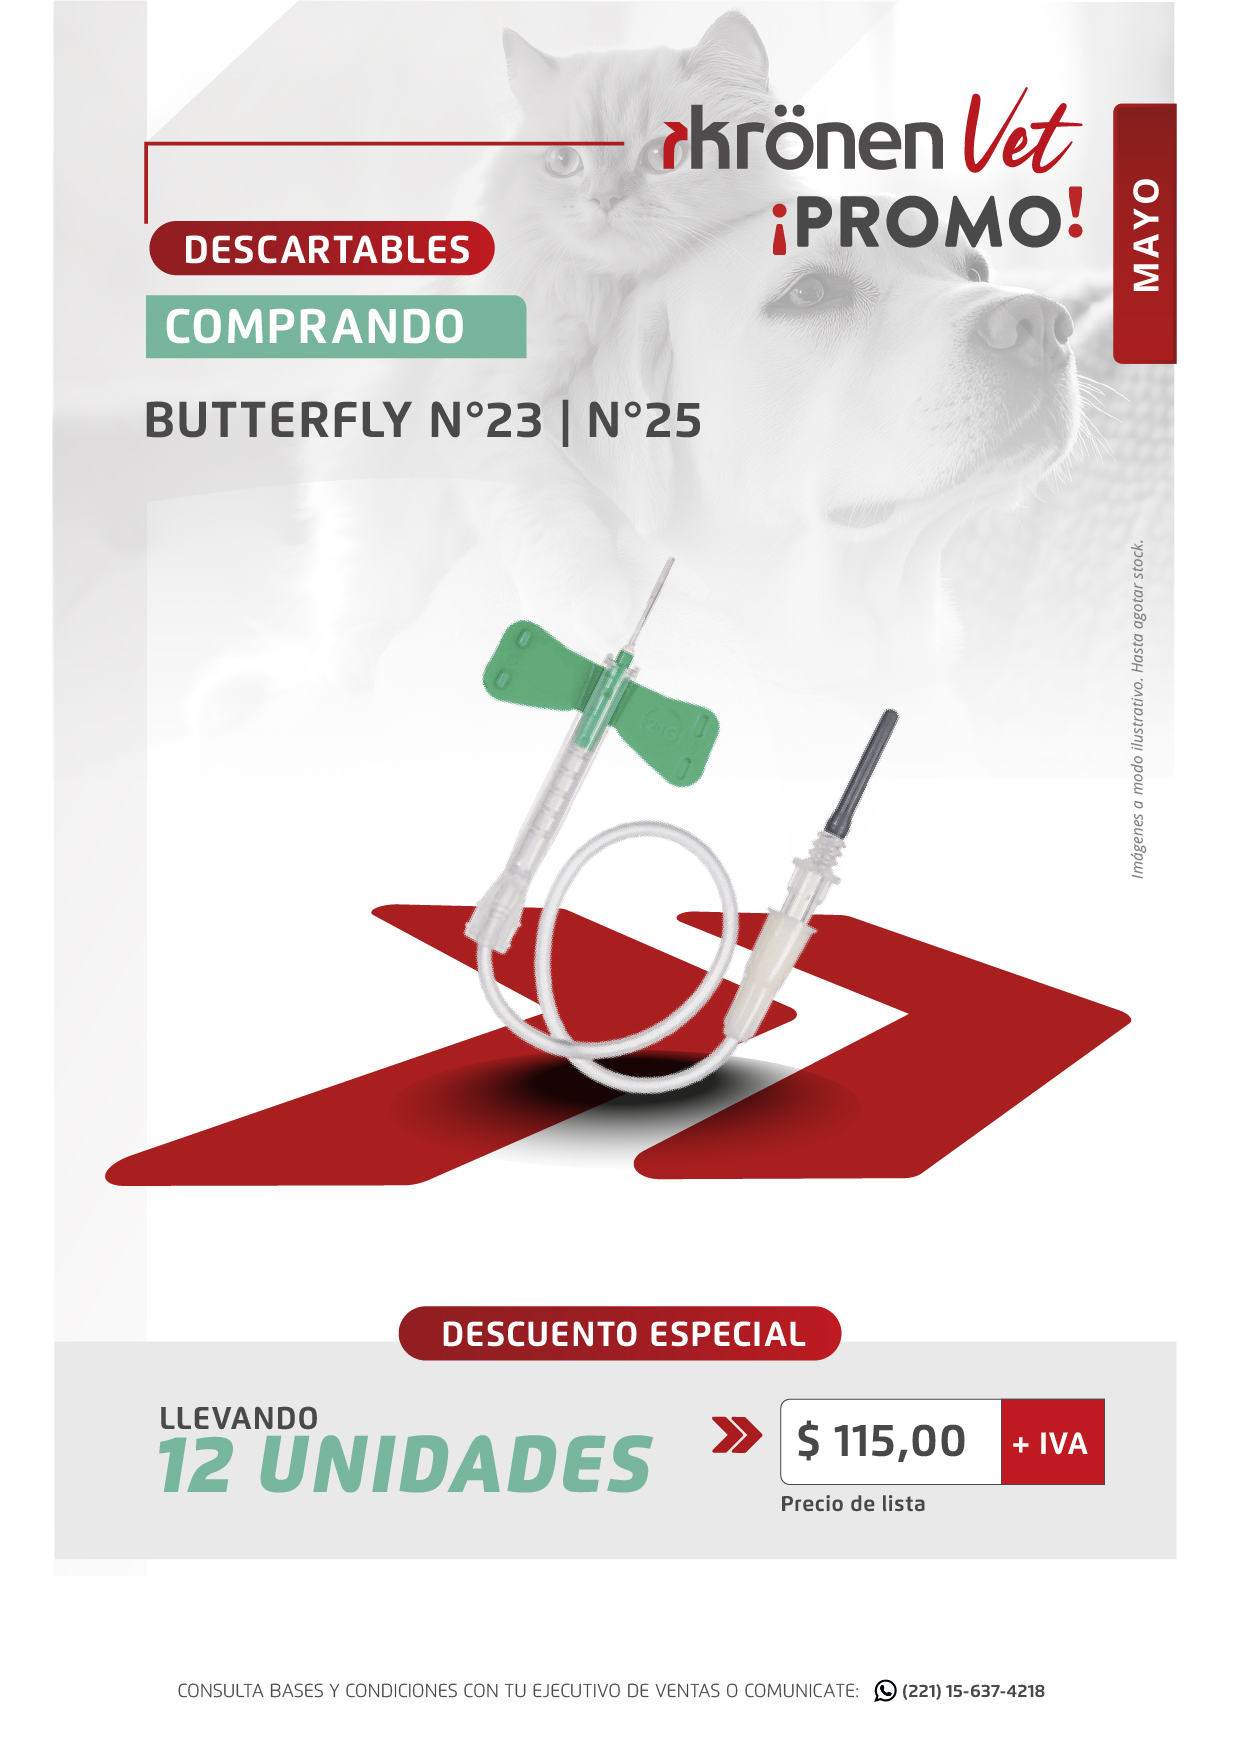 krönen Vet
¡PROMO!
MAYO
DESCARTABLES
COMPRANDO
BUTTERFLY N°23 | N°25
Imágenes a modo ilustrativo. Hasta agotar stock.
DESCUENTO ESPECIAL
LLEVANDO
12 UNIDADES
$ 115,00 + IVA
Precio de lista
CONSULTA BASES Y CONDICIONES CON TU EJECUTIVO DE VENTAS O COMUNICATE: (221) 15-637-4218